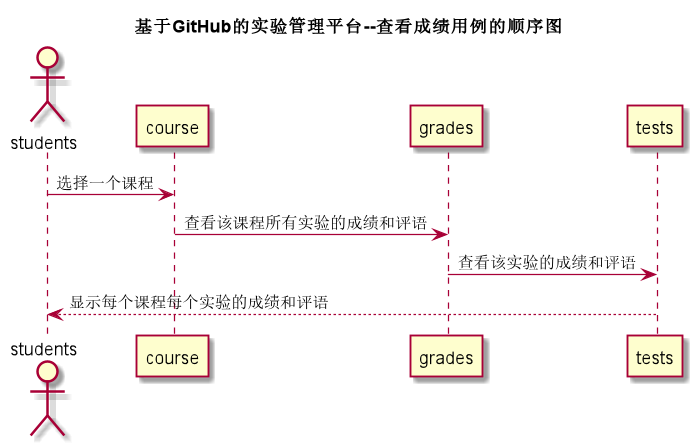 基于GitHub的实验管理平台--查看成绩用例的顺序图
students
course
grades
tests
选择一个课程
查看该课程所有实验的成绩和评语
查看该实验的成绩和评语
显示每个课程每个实验的成绩和评语
students
course
grades
tests